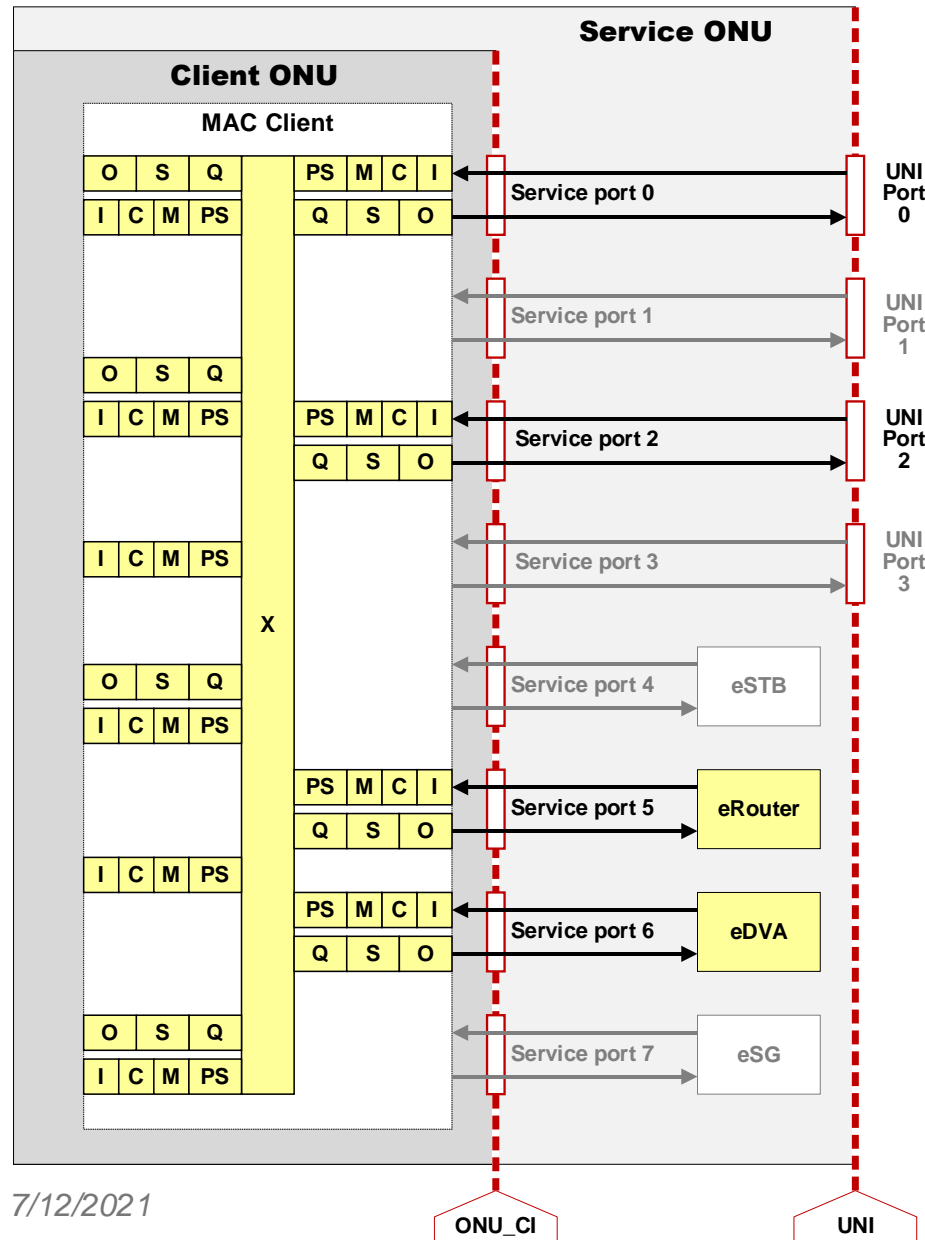 Service ONU
Client ONU
MAC Client
O S Q PS M C I
Service port 0
UNI
Port
0
I C M PS Q S O
Service port 1
UNI
Port
1
O S Q
I C M PS PS M C I
Service port 2
UNI
Port
2
Q S O
I C M PS
Service port 3
UNI
Port
3
X
O S Q
Service port 4
eSTB
I C M PS
PS M C I
Service port 5
eRouter
Q S O
I C M PS
PS M C I
Service port 6
eDVA
Q S O
O S Q
Service port 7
eSG
I C M PS
7/12/2021
ONU_CI
UNI